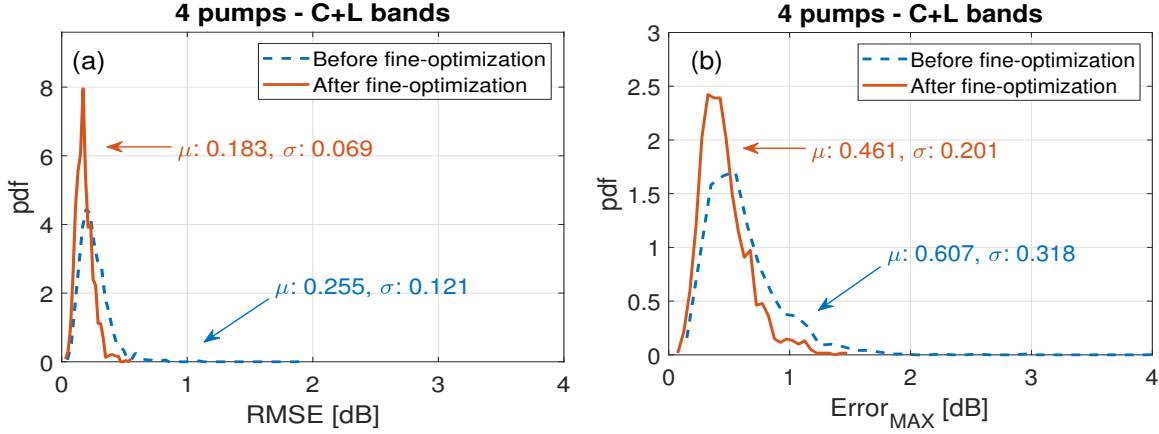 4 pumps - C+L bands
(a)
Before fine-optimization
After fine-optimization
μ: 0.183, σ: 0.069
μ: 0.255, σ: 0.121
pdf
8
6
4
2
0
0 1 2 3 4
RMSE [dB]
4 pumps - C+L bands
(b)
Before fine-optimization
After fine-optimization
μ: 0.461, σ: 0.201
μ: 0.607, σ: 0.318
pdf
3
2.5
2
1.5
1
0.5
0
0 1 2 3 4
Error_MAX [dB]